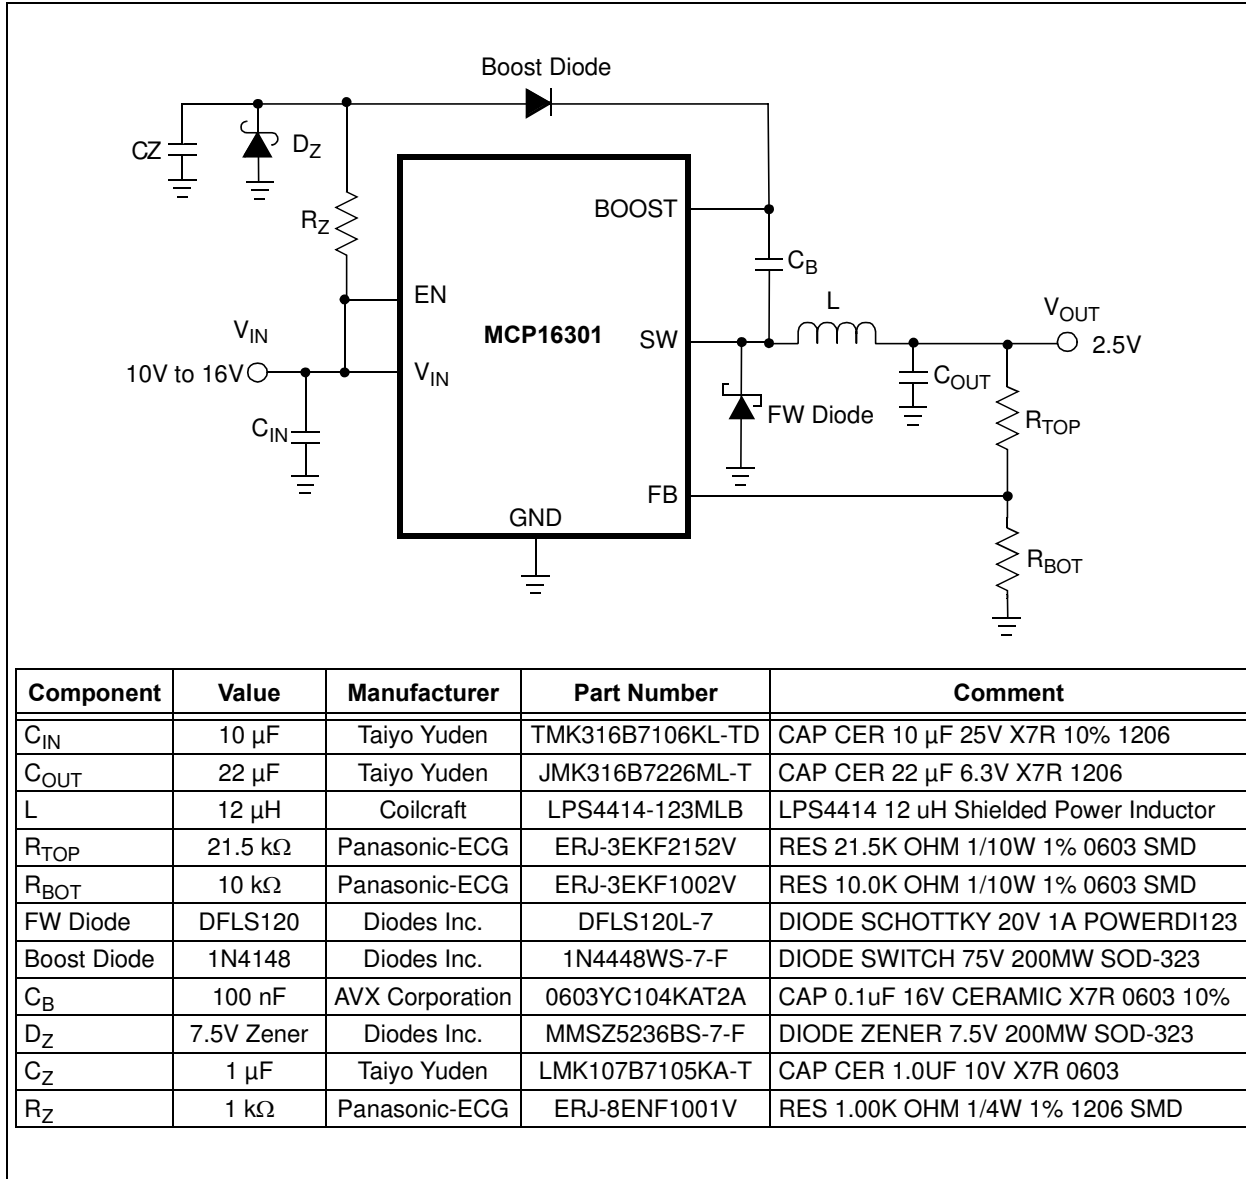 Boost Diode
CZ
DZ
RZ
BOOST
CB
EN
L
VOUT
VIN
MCP16301
SW
2.5V
10V to 16V
VIN
COUT
FW Diode
CIN
RTOP
FB
GND
RBOT
Component Value Manufacturer Part Number Comment
CIN 10 µF Taiyo Yuden TMK316B7106KL-TD CAP CER 10 µF 25V X7R 10% 1206
COUT 22 µF Taiyo Yuden JMK316B7226ML-T CAP CER 22 µF 6.3V X7R 1206
L 12 µH Coilcraft LPS4414-123MLB LPS4414 12 uH Shielded Power Inductor
RTOP 21.5 kΩ Panasonic-ECG ERJ-3EKF2152V RES 21.5K OHM 1/10W 1% 0603 SMD
RBOT 10 kΩ Panasonic-ECG ERJ-3EKF1002V RES 10.0K OHM 1/10W 1% 0603 SMD
FW Diode DFLS120 Diodes Inc. DFLS120L-7 DIODE SCHOTTKY 20V 1A POWERDI123
Boost Diode 1N4148 Diodes Inc. 1N4448WS-7-F DIODE SWITCH 75V 200MW SOD-323
CB 100 nF AVX Corporation 0603YC104KAT2A CAP 0.1uF 16V CERAMIC X7R 0603 10%
DZ 7.5V Zener Diodes Inc. MMSZ5236BS-7-F DIODE ZENER 7.5V 200MW SOD-323
CZ 1 µF Taiyo Yuden LMK107B7105KA-T CAP CER 1.0UF 10V X7R 0603
RZ 1 kΩ Panasonic-ECG ERJ-8ENF1001V RES 1.00K OHM 1/4W 1% 1206 SMD